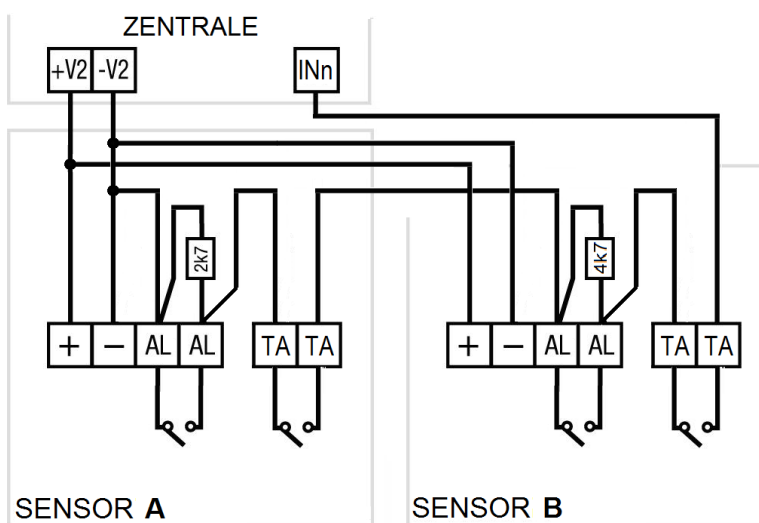 ZENTRALE
+V2 -V2 INn
2k7 4k7
+ − AL AL TA TA + − AL AL TA TA
SENSOR A SENSOR B